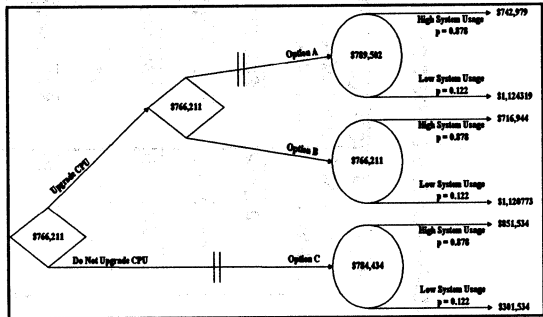 $742,979
High System Usage
p = 0.878
Option A
$789,502
Low System Usage
p = 0.122
$1,124319
$766,211
$716,944
High System Usage
p = 0.878
Upgrade CPU
Option B
$766,211
Low System Usage
p = 0.122
$1,120773
$766,211
$851,534
High System Usage
p = 0.878
Do Not Upgrade CPU
Option C
$784,434
Low System Usage
p = 0.122
$301,534